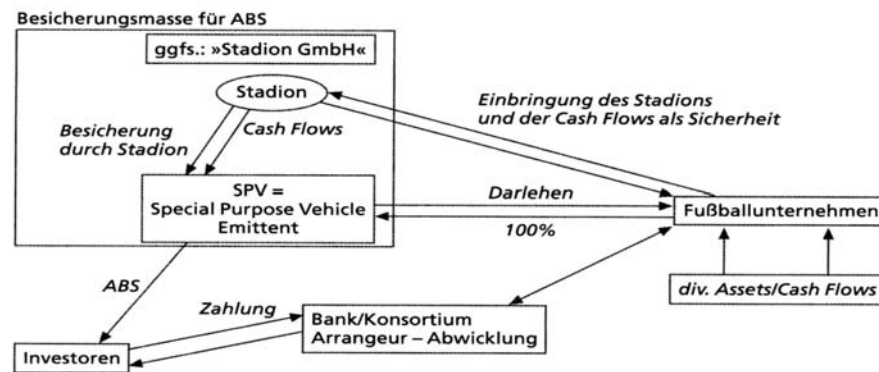 Besicherungsmasse für ABS
ggfs.: »Stadion GmbH«
Stadion
Einbringung des Stadions
und der Cash Flows als Sicherheit
Besicherung
durch Stadion
Cash Flows
SPV =
Special Purpose Vehicle
Emittent
Darlehen
100%
Fußballunternehmen
div. Assets/Cash Flows
ABS
Zahlung
Bank/Konsortium
Arrangeur – Abwicklung
Investoren